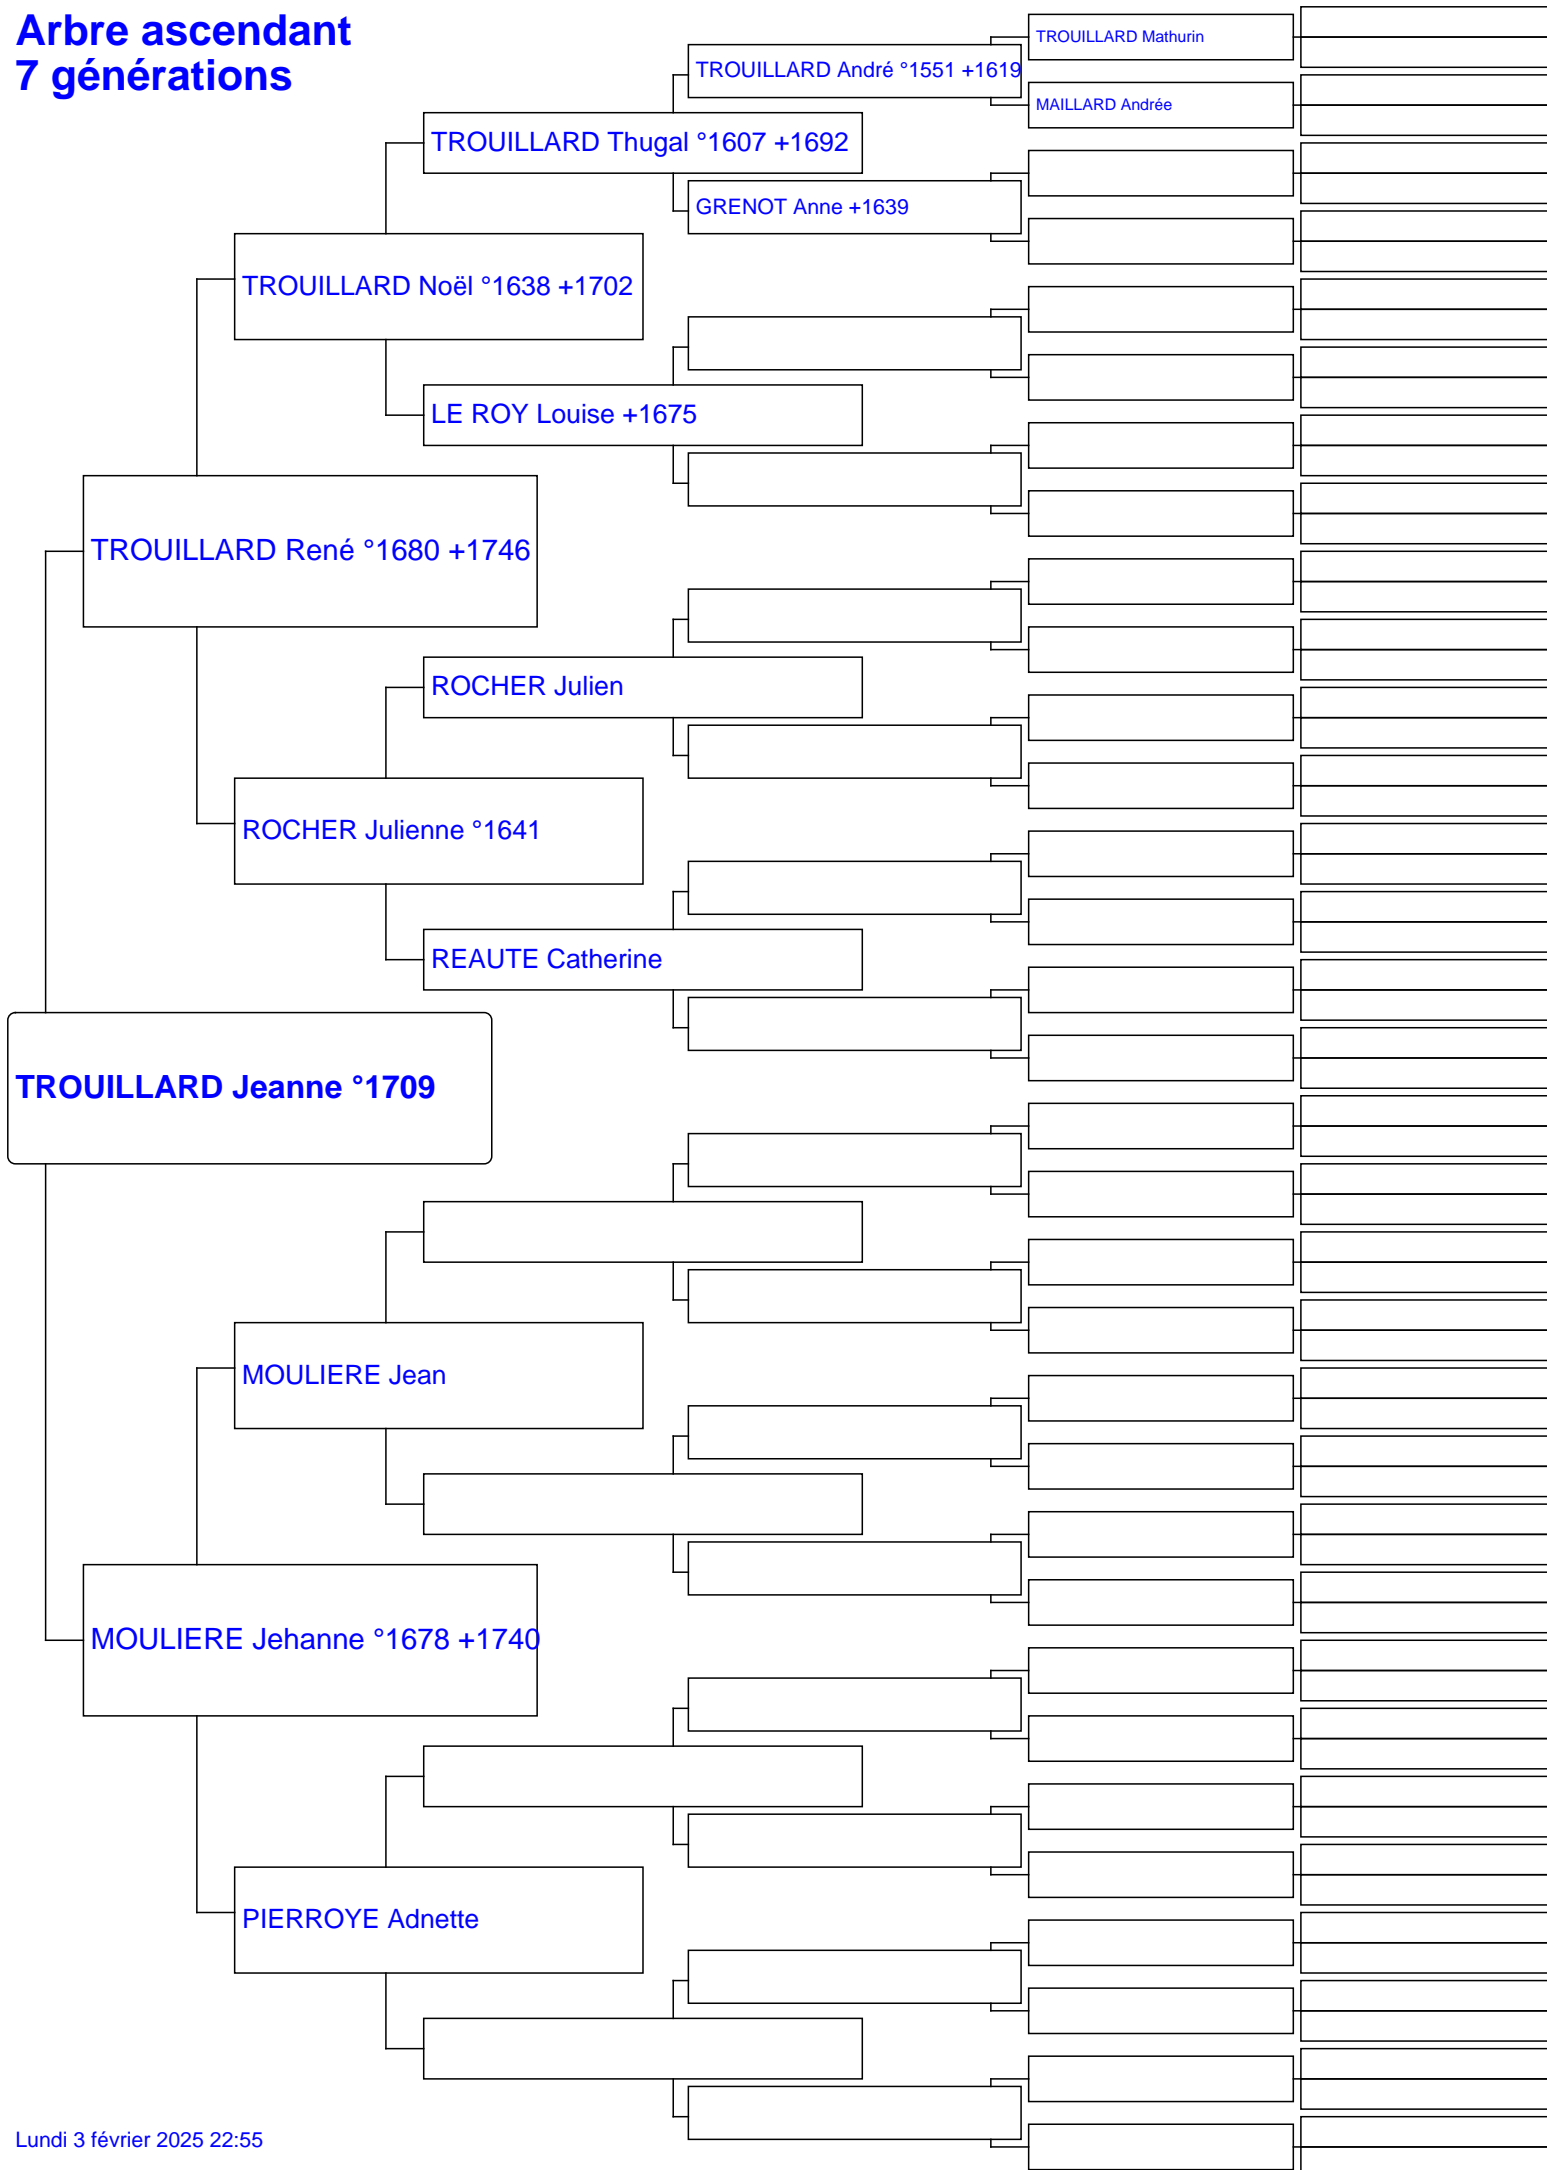 Arbre ascendant
7 générations
TROUILLARD Mathurin
TROUILLARD André °1551 +1619
MAILLARD Andrée
TROUILLARD Thugal °1607 +1692
GRENOT Anne +1639
TROUILLARD Noël °1638 +1702
LE ROY Louise +1675
TROUILLARD René °1680 +1746
ROCHER Julien
ROCHER Julienne °1641
REAUTE Catherine
TROUILLARD Jeanne °1709
MOULIERE Jean
MOULIERE Jehanne °1678 +1740
PIERROYE Adnette
Lundi 3 février 2025 22:55